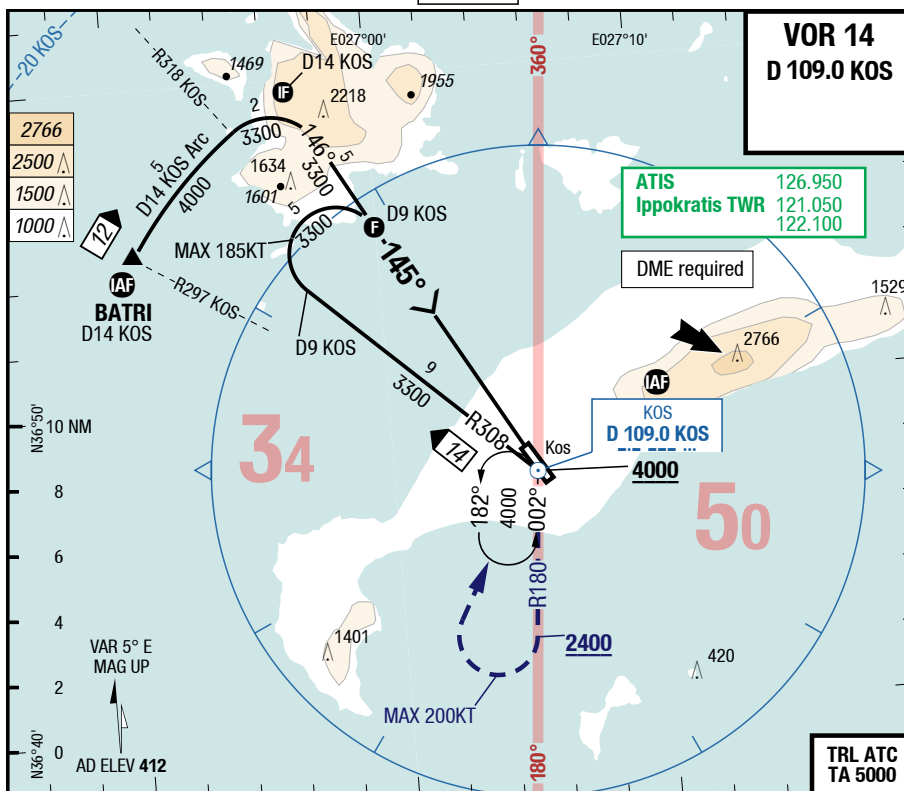 VOR 14
D 109.0 KOS
20 KOS
R318 KOS
1469
E027°00'
D14 KOS
IF
2218
1955
360°
E027°10'
2766
2500
1500
1000
2
3300
146°
5
3300
5
D14 KOS Arc
4000
1634
1601
5
3300
D9 KOS
F
145°
MAX 185KT
12
IAF
BATRI
D14 KOS
R297 KOS
D9 KOS
ATIS 126.950
Ippokratis TWR 121.050
122.100
DME required
1529
2766
IAF
9
3300
R308
14
KOS
D 109.0 KOS
Kos
4000
34
50
N36°50'
10 NM
8
6
4
2
0
N36°40'
182°
4000
002°
R180
2400
MAX 200KT
1401
420
VAR 5° E
MAG UP
AD ELEV 412
180°
TRL ATC
TA 5000